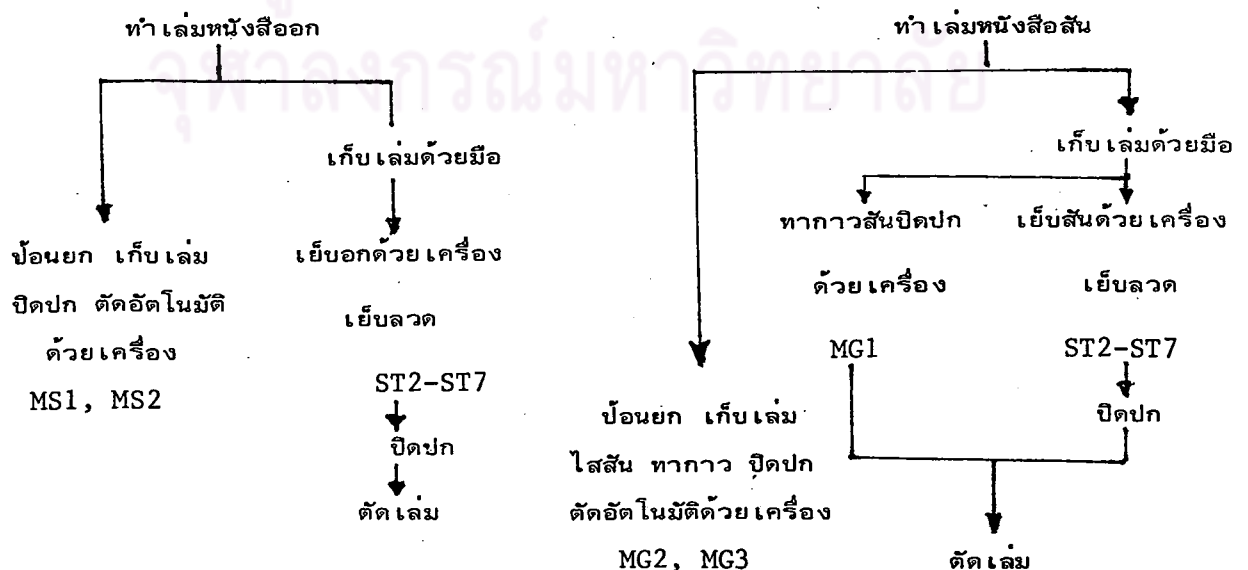 ทำเล่มหนังสือออก
เก็บเล่มด้วยมือ
ป้อนยก เก็บเล่ม
ปิดปก ตัดอัตโนมัติ
ด้วยเครื่อง
MS1, MS2
เย็บอกด้วยเครื่อง
เย็บลวด
ST2-ST7
ปิดปก
ตัดเล่ม
ทำเล่มหนังสือสัน
เก็บเล่มด้วยมือ
ทากาวสันปิดปก
ด้วยเครื่อง
MG1
เย็บสันด้วยเครื่อง
เย็บลวด
ST2-ST7
ปิดปก
ป้อนยก เก็บเล่ม
ไสสัน ทากาว ปิดปก
ตัดอัตโนมัติด้วยเครื่อง
MG2, MG3
ตัดเล่ม
จุฬาลงกรณ์มหาวิทยาลัย